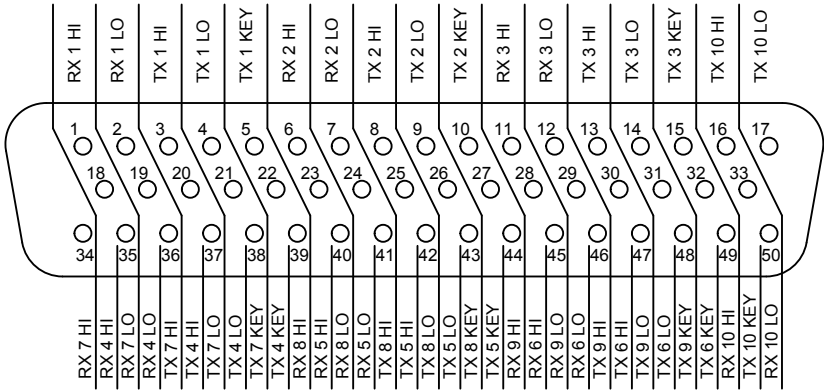 RX 1 HI
RX 1 LO
TX 1 HI
TX 1 LO
TX 1 KEY
RX 2 HI
RX 2 LO
TX 2 HI
TX 2 LO
TX 2 KEY
RX 3 HI
RX 3 LO
TX 3 HI
TX 3 LO
TX 3 KEY
TX 10 HI
TX 10 LO
1 2 3 4 5 6 7 8 9 10 11 12 13 14 15 16 17
18 19 20 21 22 23 24 25 26 27 28 29 30 31 32 33
34 35 36 37 38 39 40 41 42 43 44 45 46 47 48 49 50
RX 7 HI
RX 4 HI
RX 7 LO
RX 4 LO
TX 7 HI
TX 4 HI
TX 7 LO
TX 4 LO
TX 7 KEY
TX 4 KEY
RX 8 HI
RX 5 HI
RX 8 LO
RX 5 LO
TX 8 HI
TX 5 HI
TX 8 LO
TX 5 LO
TX 8 KEY
TX 5 KEY
RX 9 HI
RX 6 HI
RX 9 LO
RX 6 LO
TX 9 HI
TX 6 HI
TX 9 LO
TX 6 LO
TX 9 KEY
TX 6 KEY
RX 10 HI
TX 10 KEY
RX 10 LO